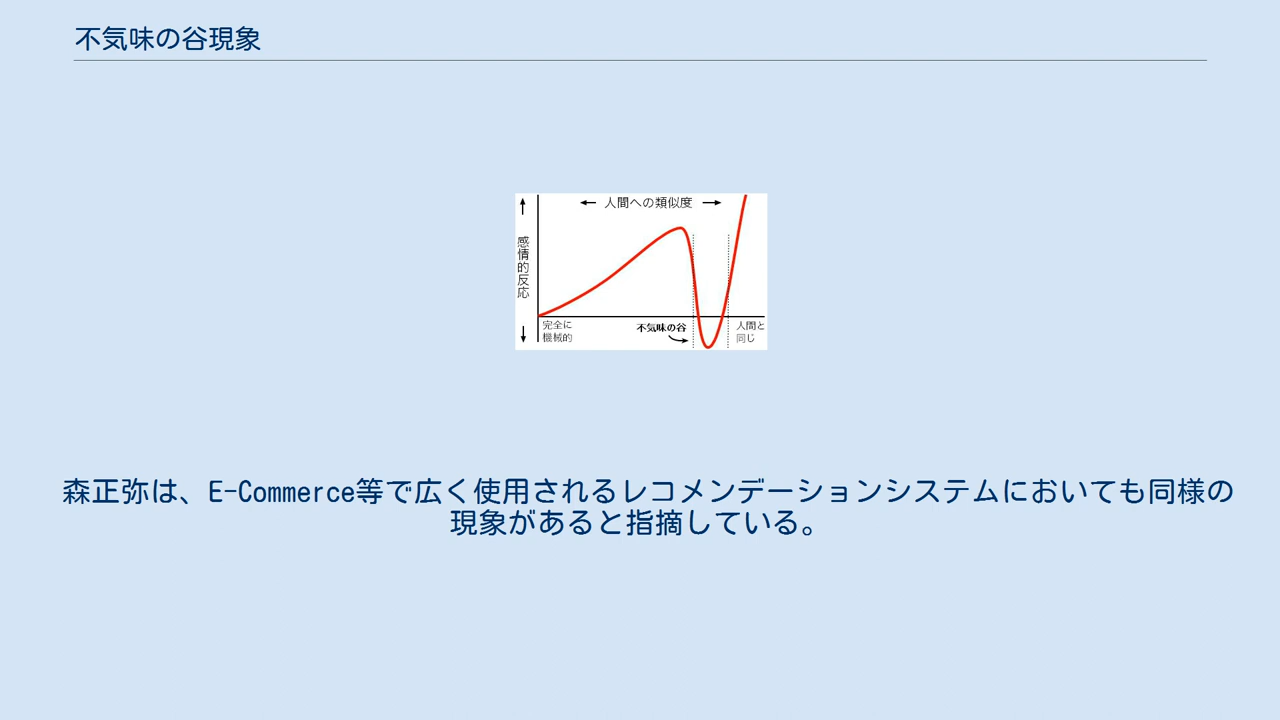 不気味の谷現象
人間への類似度
感情的反応
完全に
機械的
不気味の谷
人間と
同じ
森正弥は、E-Commerce等で広く使用されるレコメンデーションシステムにおいても同様の
現象があると指摘している。